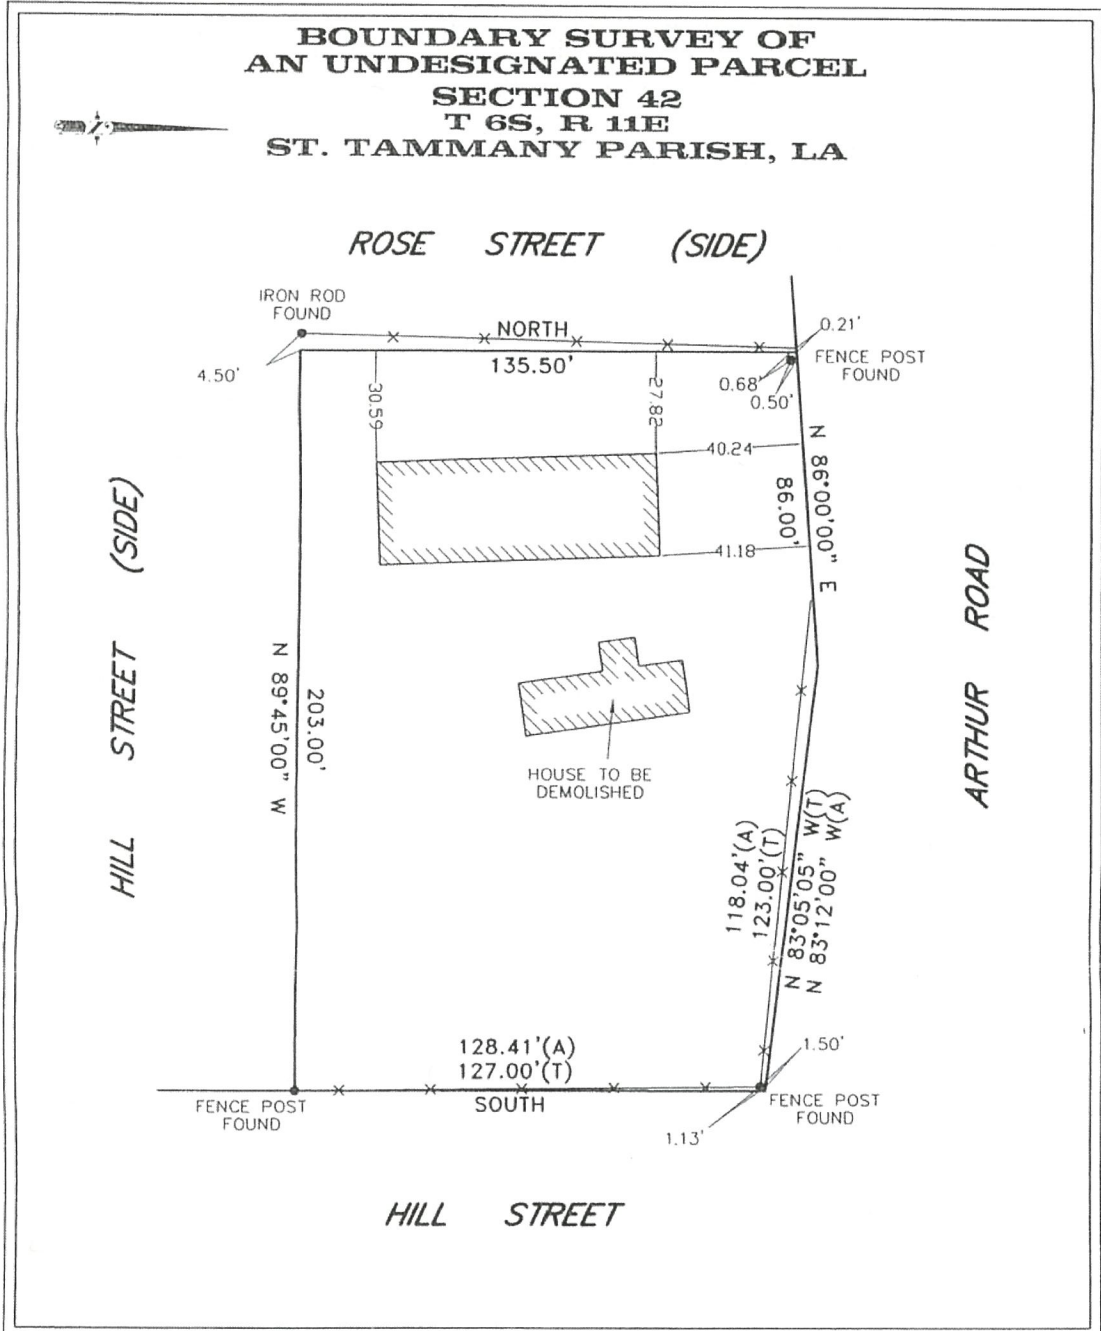 BOUNDARY SURVEY OF
AN UNDESIGNATED PARCEL
SECTION 42
T 6S, R 11E
ST. TAMMANY PARISH, LA
ROSE STREET (SIDE)
IRON ROD
FOUND
NORTH
135.50'
4.50'
0.21'
FENCE POST
FOUND
0.68'
0.50'
30.59
27.82
40.24
41.18
N 86°00'00" E
86.00'
HILL STREET (SIDE)
N 89°45'00" W
203.00'
ARTHUR ROAD
HOUSE TO BE
DEMOLISHED
118.04'(A)
123.00'(T)
N 83°05'05" W(T)
N 83°12'00" W(A)
128.41'(A)
127.00'(T)
SOUTH
1.50'
FENCE POST
FOUND
FENCE POST
FOUND
1.13'
HILL STREET